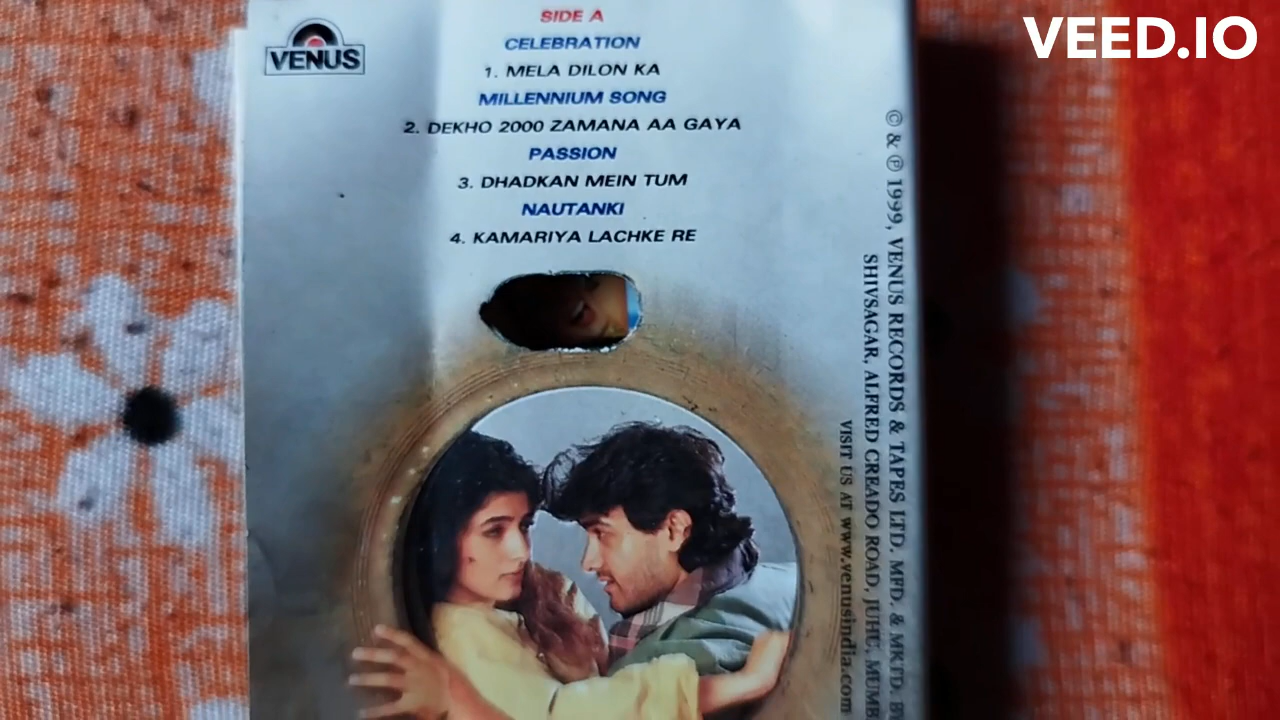 VEED.IO
VENUS
SIDE A
CELEBRATION
1. MELA DILON KA
MILLENNIUM SONG
2. DEKHO 2000 ZAMANA AA GAYA
PASSION
3. DHADKAN MEIN TUM
NAUTANKI
4. KAMARIYA LACHKE RE
© & ℗ 1999, VENUS RECORDS & TAPES LTD. MFD. & MKTD. BY
SHIVSAGAR, ALFRED CREADO ROAD, JUHU, MUMB
VISIT US AT www.venusindia.com